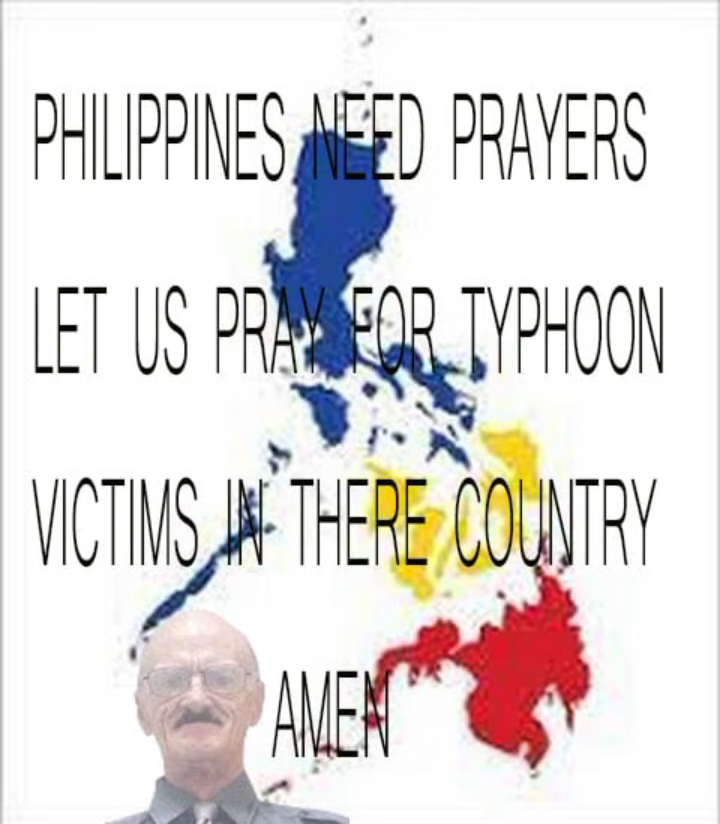 PHILIPPINES NEED PRAYERS
LET US PRAY FOR TYPHOON
VICTIMS IN THERE COUNTRY
AMEN